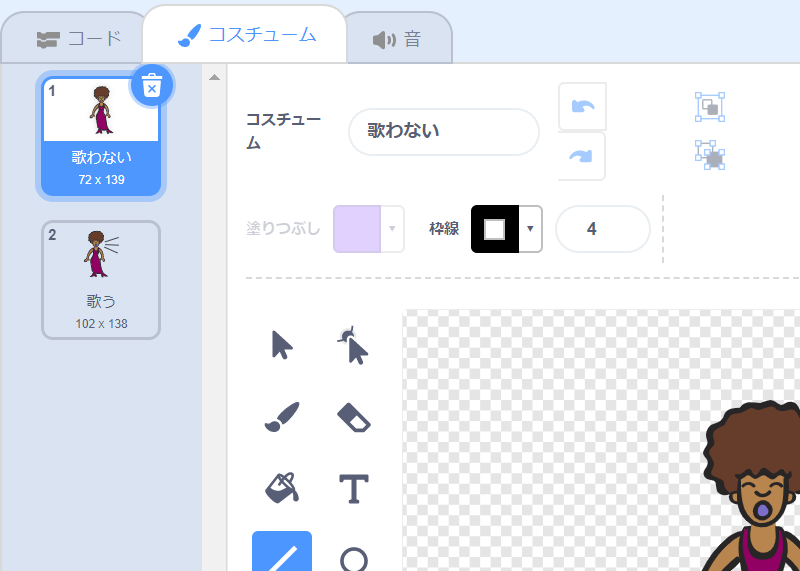 コード
コスチューム
音
1
歌わない
72 x 139
2
歌う
102 x 138
コスチュー
ム
歌わない
塗りつぶし
枠線
4
T